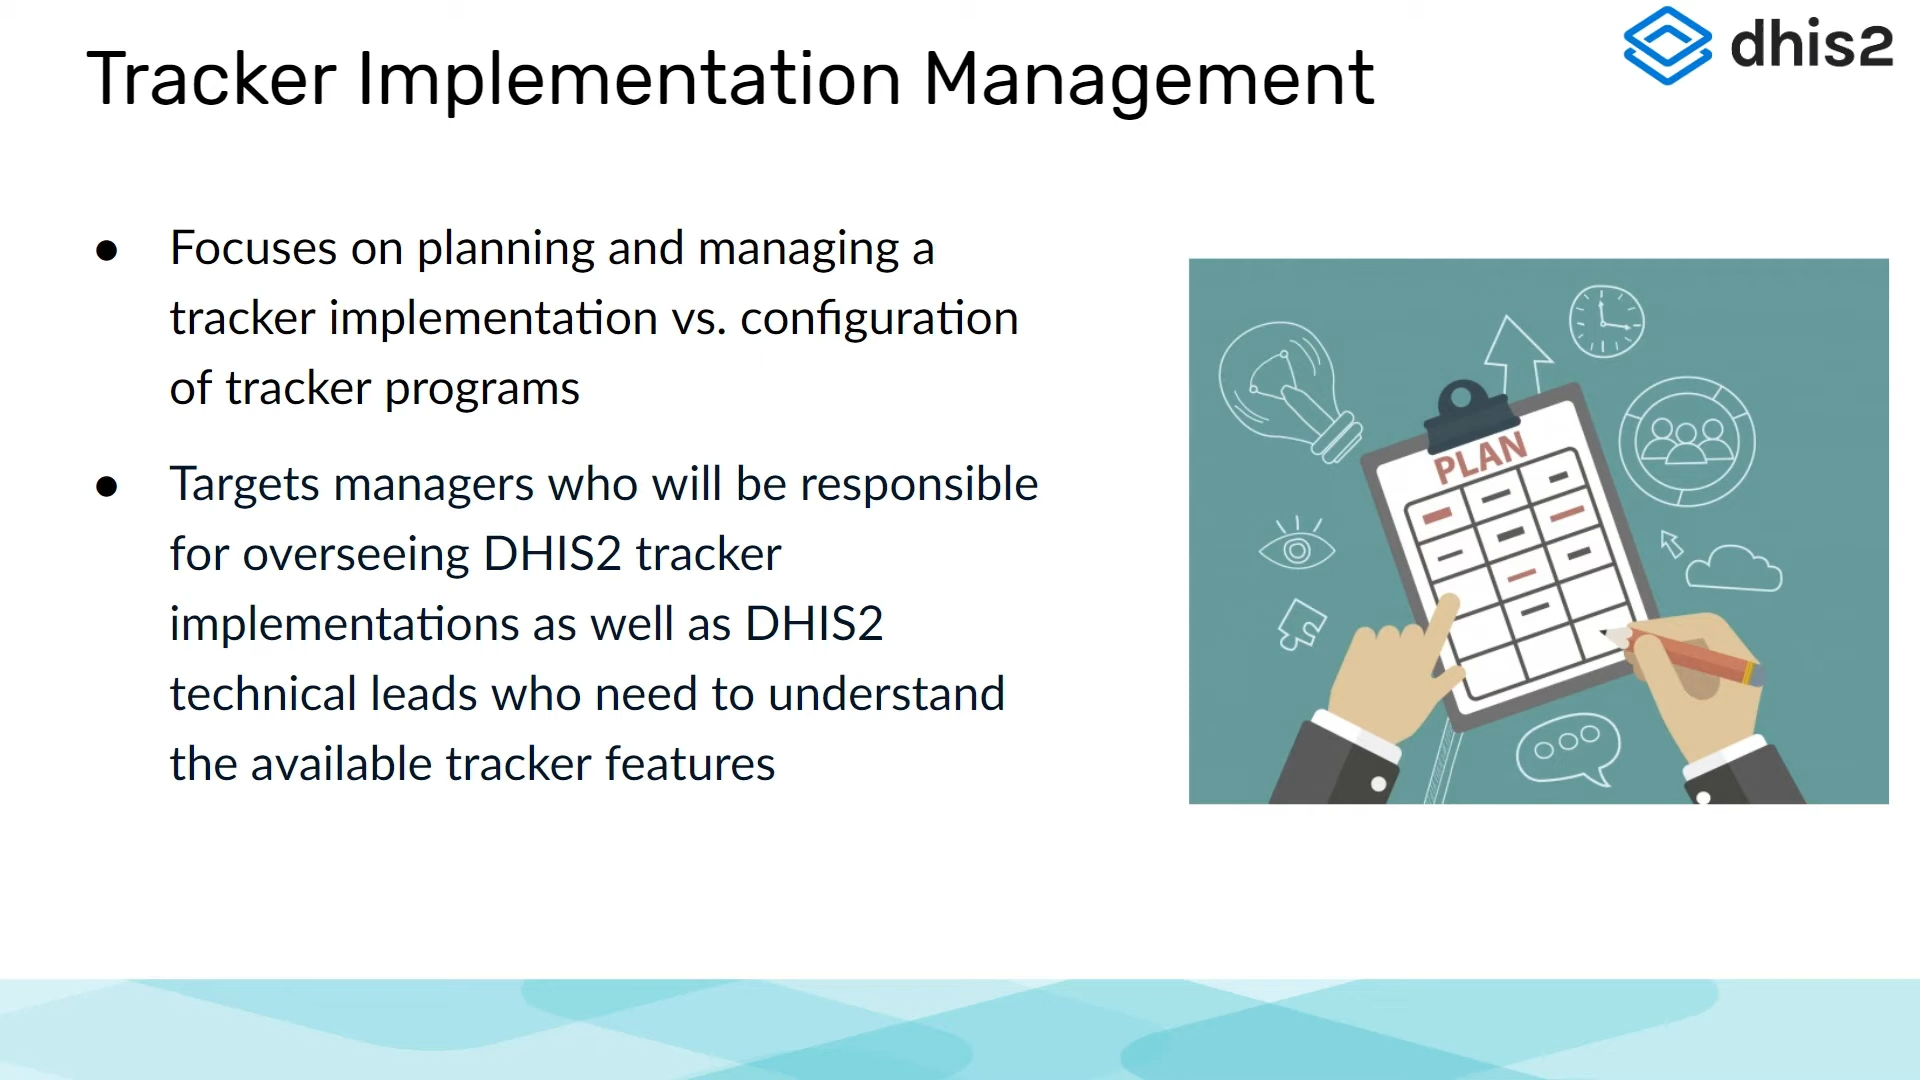 Tracker Implementation Management
dhis2
● Focuses on planning and managing a
tracker implementation vs. configuration
of tracker programs
● Targets managers who will be responsible
for overseeing DHIS2 tracker
implementations as well as DHIS2
technical leads who need to understand
the available tracker features
PLAN